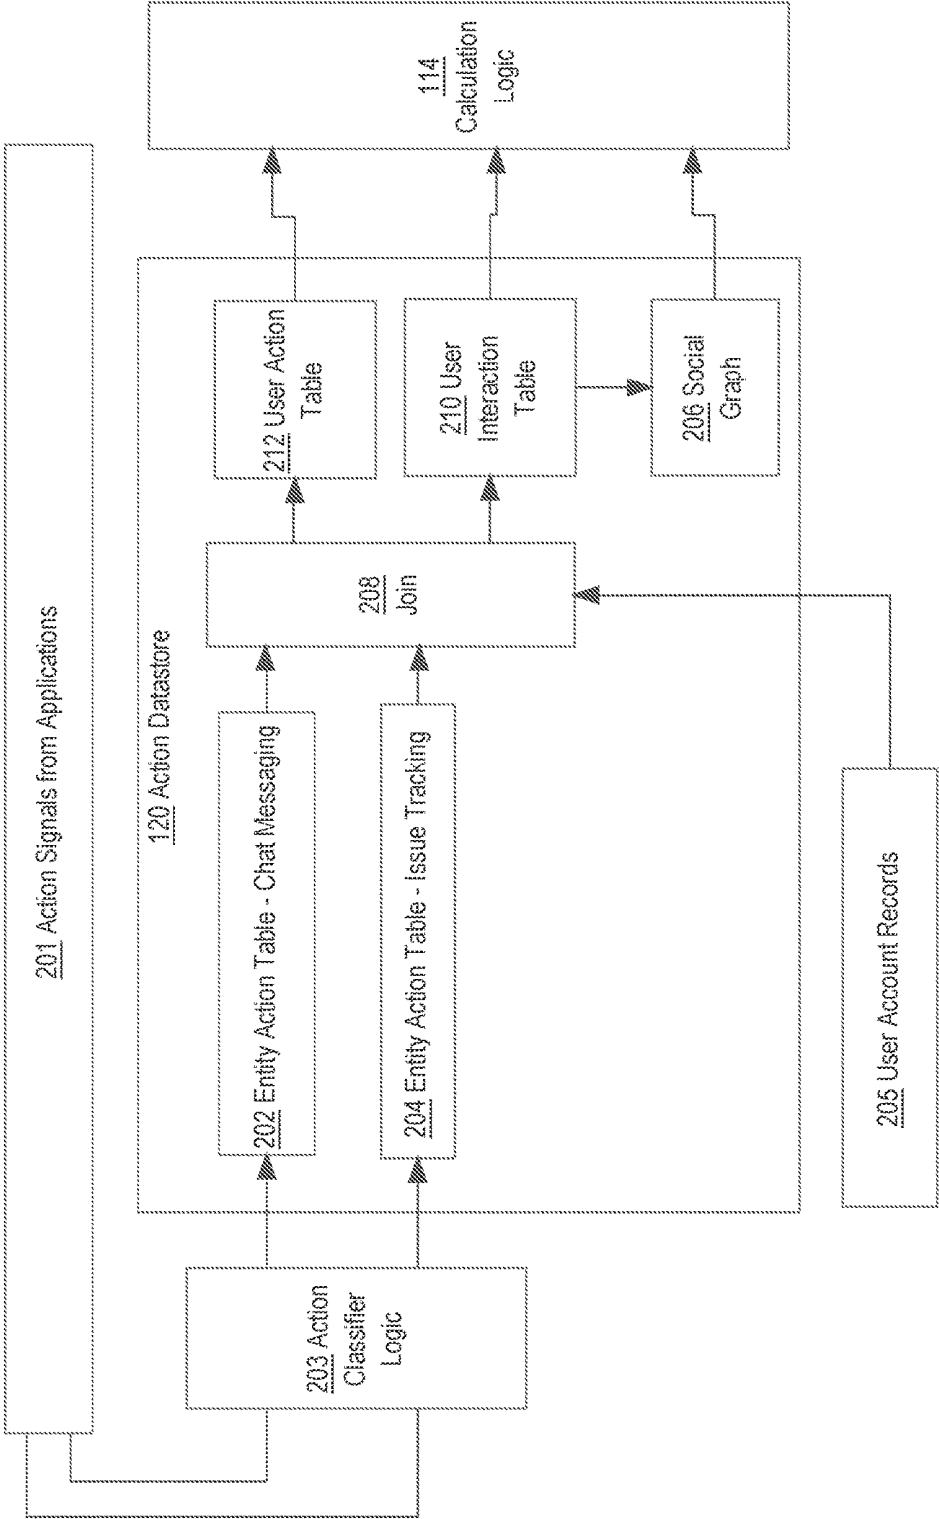 201 Action Signals from Applications
203 Action
Classifier
Logic
120 Action Datastore
202 Entity Action Table - Chat Messaging
204 Entity Action Table - Issue Tracking
208
Join
212 User Action
Table
210 User
Interaction
Table
206 Social
Graph
114
Calculation
Logic
205 User Account Records